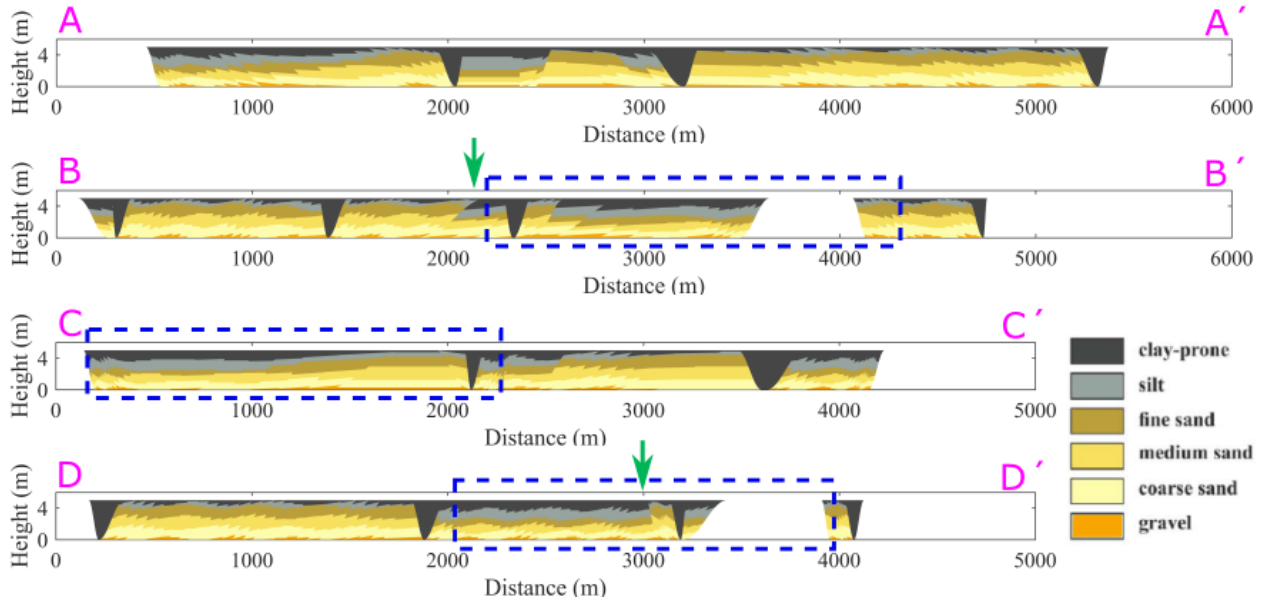 A A´
Height (m)
4
0
0 1000 2000 3000 4000 5000 6000
Distance (m)
B B´
Height (m)
4
0
0 1000 2000 3000 4000 5000 6000
Distance (m)
C C´
Height (m)
4
0
0 1000 2000 3000 4000 5000
Distance (m)
D D´
Height (m)
4
0
0 1000 2000 3000 4000 5000
Distance (m)
clay-prone
silt
fine sand
medium sand
coarse sand
gravel